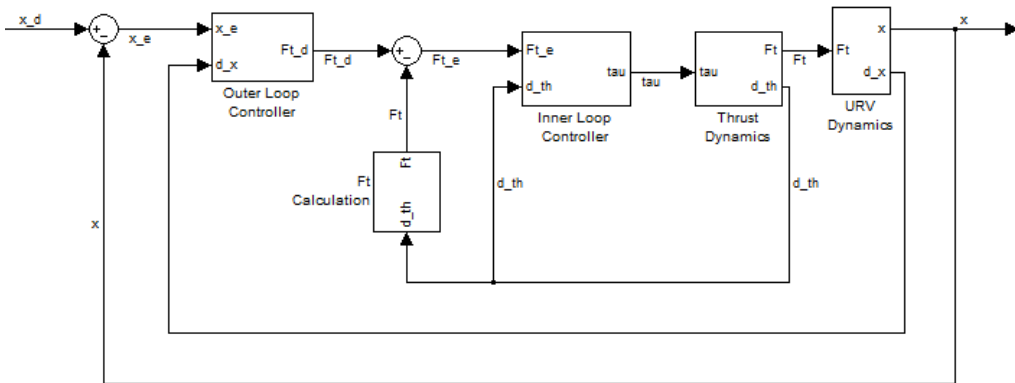 x_d
x_e
x_e
d_x
Ft_d
Outer Loop
Controller
Ft_d
Ft_e
Ft
Ft_e
d_th
tau
Inner Loop
Controller
tau
tau
Ft
d_th
Thrust
Dynamics
Ft
Ft
x
d_x
URV
Dynamics
x
Ft
Calculation
Ft
d_th
d_th
d_th
x